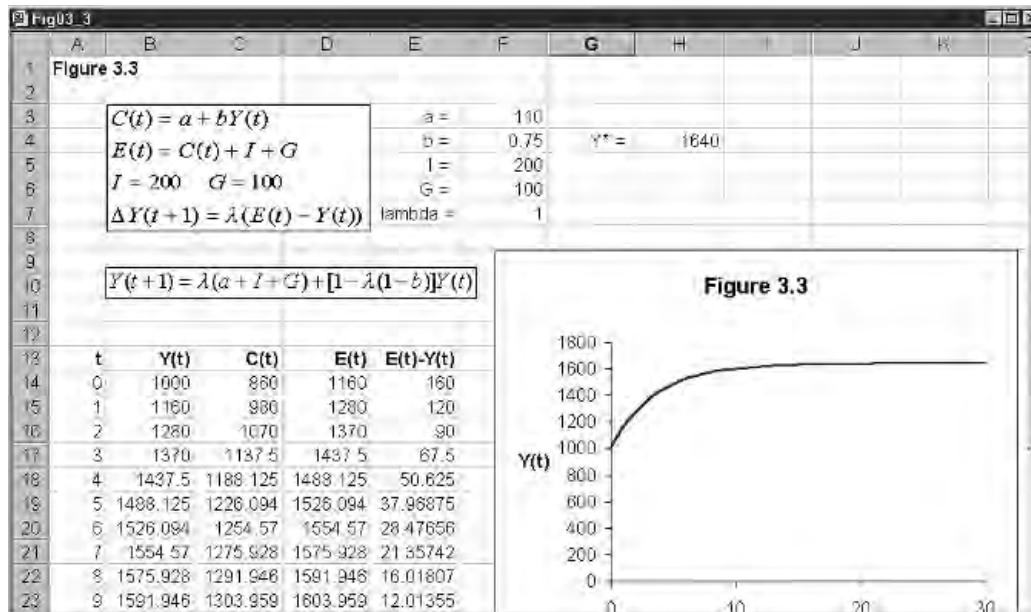 Fig03_3
A B C D E F G H I J K
1 Figure 3.3
2
3 C(t) = a + bY(t) a = 110
4 E(t) = C(t) + I + G b = 0.75 Y* = 1640
5 I = 200 G = 100 I = 200
6 G = 100
7 ΔY(t + 1) = λ(E(t) − Y(t)) lambda = 1
8
9
10 Y(t + 1) = λ(a + I + G) + [1 − λ(1 − b)]Y(t)
11
12
13 t Y(t) C(t) E(t) E(t)-Y(t)
14 0 1000 860 1160 160
15 1 1160 980 1280 120
16 2 1280 1070 1370 90
17 3 1370 1137.5 1437.5 67.5
18 4 1437.5 1188.125 1488.125 50.625
19 5 1488.125 1226.094 1526.094 37.96875
20 6 1526.094 1254.57 1554.57 28.47656
21 7 1554.57 1275.928 1575.928 21.35742
22 8 1575.928 1291.946 1591.946 16.01807
23 9 1591.946 1303.959 1603.959 12.01355
Figure 3.3
1800
1600
1400
1200
1000
800
600
400
200
0
Y(t)
0 10 20 30